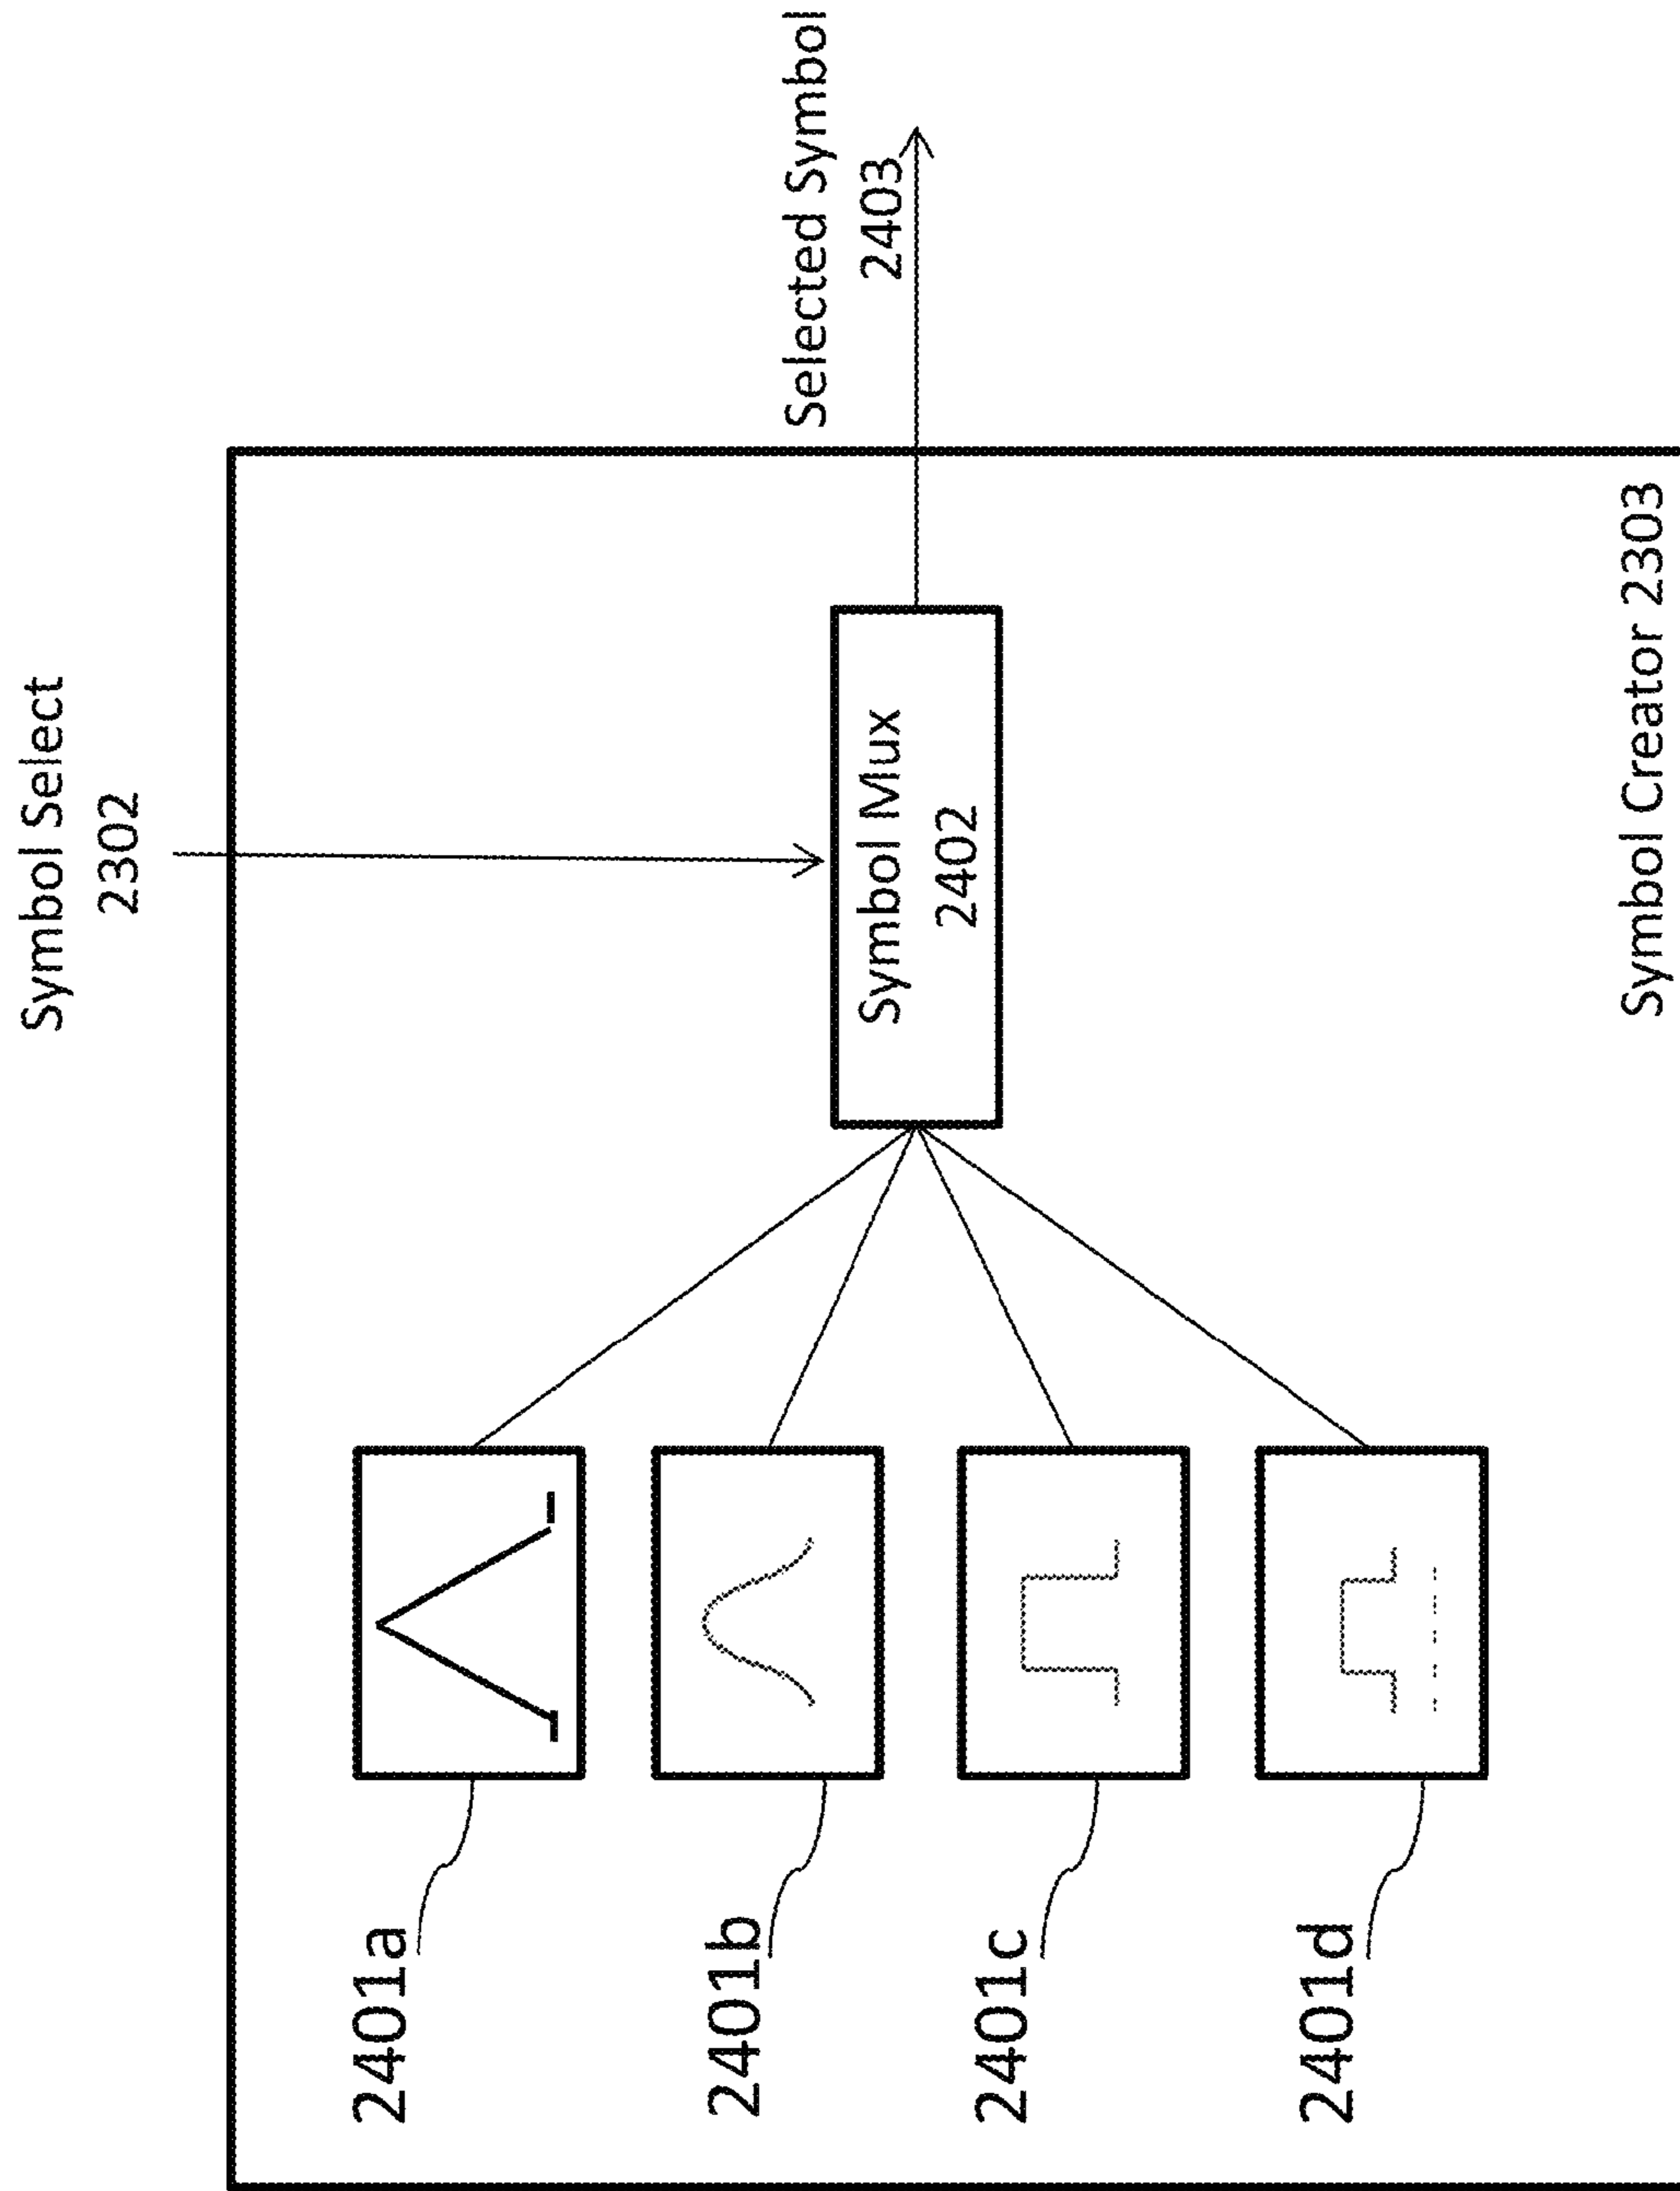 Symbol Select
2302
Selected Symbol
2403
2401a
2401b
2401c
2401d
Symbol Mux
2402
Symbol Creator 2303